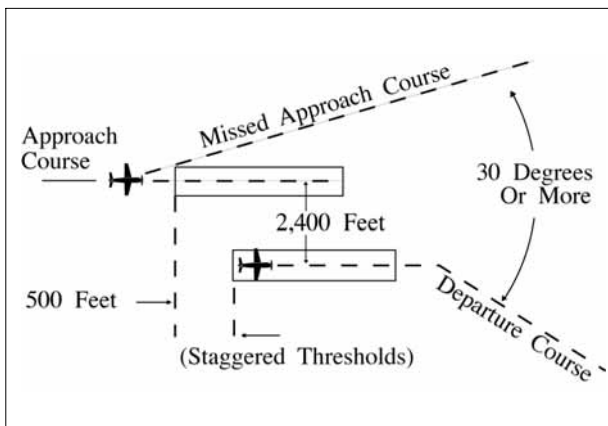 Missed Approach Course
Approach
Course
30 Degrees
Or More
2,400 Feet
500 Feet
Departure Course
(Staggered Thresholds)